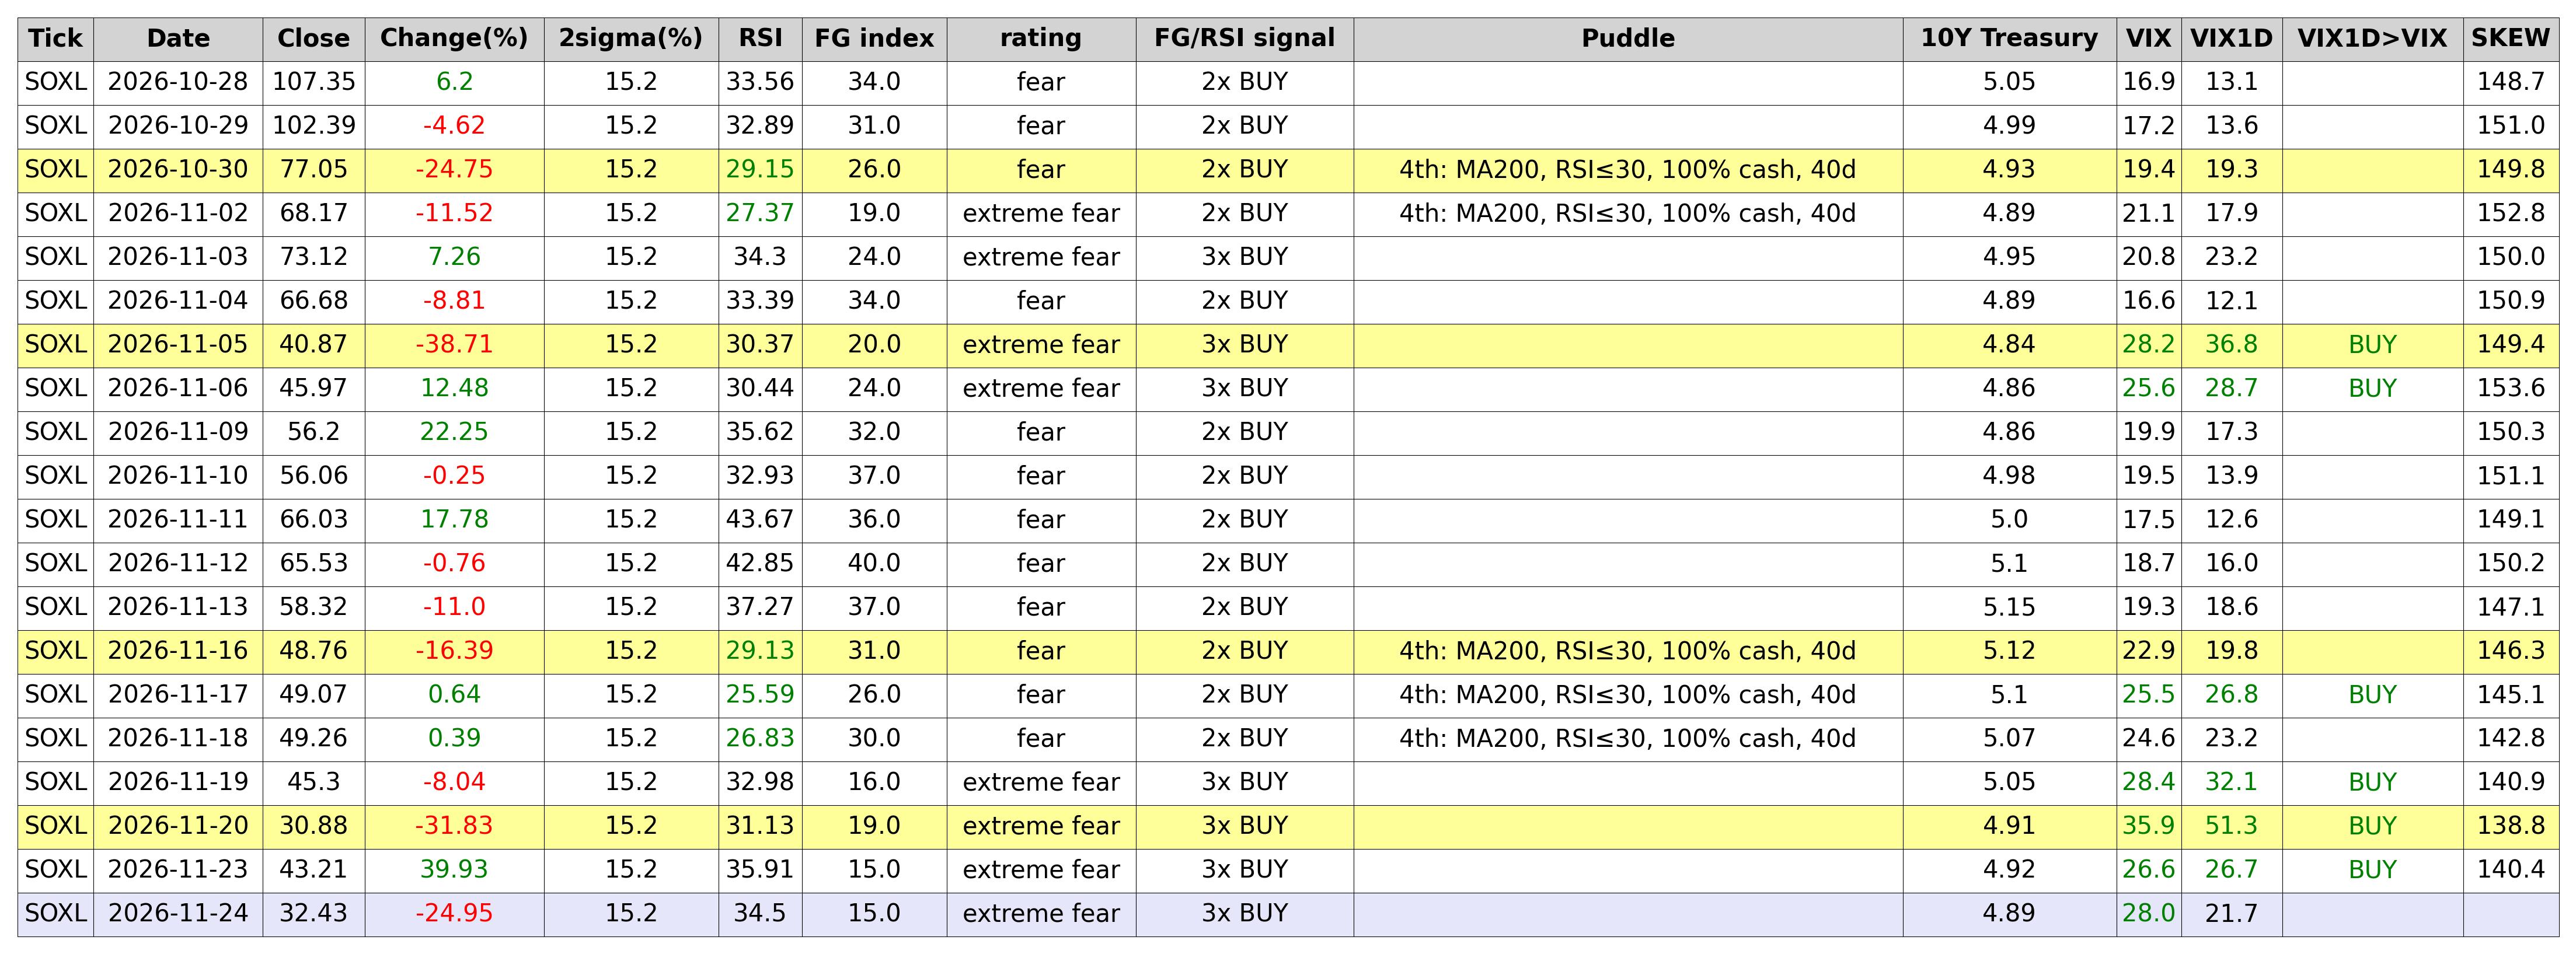 Tick Date Close Change(%) 2sigma(%) RSI FG index rating FG/RSI signal Puddle 10Y Treasury VIX VIX1D VIX1D>VIX SKEW
SOXL 2026-10-28 107.35 6.2 15.2 33.56 34.0 fear 2x BUY 5.05 16.9 13.1 148.7
SOXL 2026-10-29 102.39 -4.62 15.2 32.89 31.0 fear 2x BUY 4.99 17.2 13.6 151.0
SOXL 2026-10-30 77.05 -24.75 15.2 29.15 26.0 fear 2x BUY 4th: MA200, RSI≤30, 100% cash, 40d 4.93 19.4 19.3 149.8
SOXL 2026-11-02 68.17 -11.52 15.2 27.37 19.0 extreme fear 2x BUY 4th: MA200, RSI≤30, 100% cash, 40d 4.89 21.1 17.9 152.8
SOXL 2026-11-03 73.12 7.26 15.2 34.3 24.0 extreme fear 3x BUY 4.95 20.8 23.2 150.0
SOXL 2026-11-04 66.68 -8.81 15.2 33.39 34.0 fear 2x BUY 4.89 16.6 12.1 150.9
SOXL 2026-11-05 40.87 -38.71 15.2 30.37 20.0 extreme fear 3x BUY 4.84 28.2 36.8 BUY 149.4
SOXL 2026-11-06 45.97 12.48 15.2 30.44 24.0 extreme fear 3x BUY 4.86 25.6 28.7 BUY 153.6
SOXL 2026-11-09 56.2 22.25 15.2 35.62 32.0 fear 2x BUY 4.86 19.9 17.3 150.3
SOXL 2026-11-10 56.06 -0.25 15.2 32.93 37.0 fear 2x BUY 4.98 19.5 13.9 151.1
SOXL 2026-11-11 66.03 17.78 15.2 43.67 36.0 fear 2x BUY 5.0 17.5 12.6 149.1
SOXL 2026-11-12 65.53 -0.76 15.2 42.85 40.0 fear 2x BUY 5.1 18.7 16.0 150.2
SOXL 2026-11-13 58.32 -11.0 15.2 37.27 37.0 fear 2x BUY 5.15 19.3 18.6 147.1
SOXL 2026-11-16 48.76 -16.39 15.2 29.13 31.0 fear 2x BUY 4th: MA200, RSI≤30, 100% cash, 40d 5.12 22.9 19.8 146.3
SOXL 2026-11-17 49.07 0.64 15.2 25.59 26.0 fear 2x BUY 4th: MA200, RSI≤30, 100% cash, 40d 5.1 25.5 26.8 BUY 145.1
SOXL 2026-11-18 49.26 0.39 15.2 26.83 30.0 fear 2x BUY 4th: MA200, RSI≤30, 100% cash, 40d 5.07 24.6 23.2 142.8
SOXL 2026-11-19 45.3 -8.04 15.2 32.98 16.0 extreme fear 3x BUY 5.05 28.4 32.1 BUY 140.9
SOXL 2026-11-20 30.88 -31.83 15.2 31.13 19.0 extreme fear 3x BUY 4.91 35.9 51.3 BUY 138.8
SOXL 2026-11-23 43.21 39.93 15.2 35.91 15.0 extreme fear 3x BUY 4.92 26.6 26.7 BUY 140.4
SOXL 2026-11-24 32.43 -24.95 15.2 34.5 15.0 extreme fear 3x BUY 4.89 28.0 21.7